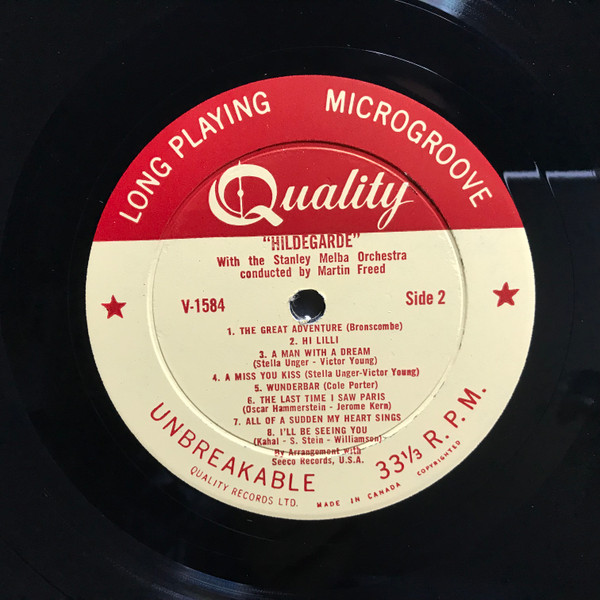 LONG PLAYING MICROGROOVE
Quality
"HILDEGARDE"
With the Stanley Melba Orchestra
conducted by Martin Freed
V-1584 Side 2
1. THE GREAT ADVENTURE (Bronscombe)
2. HI LILLI
3. A MAN WITH A DREAM
(Stella Unger - Victor Young)
4. A MISS YOU KISS (Stella Unger-Victor Young)
5. WUNDERBAR (Cole Porter)
6. THE LAST TIME I SAW PARIS
(Oscar Hammerstein - Jerome Kern)
7. ALL OF A SUDDEN MY HEART SINGS
8. I'LL BE SEEING YOU
(Kahal - S. Stein - Williamson)
By Arrangement with
Seeco Records, U.S.A.
UNBREAKABLE 33⅓ R.P.M.
QUALITY RECORDS LTD. MADE IN CANADA COPYRIGHTED